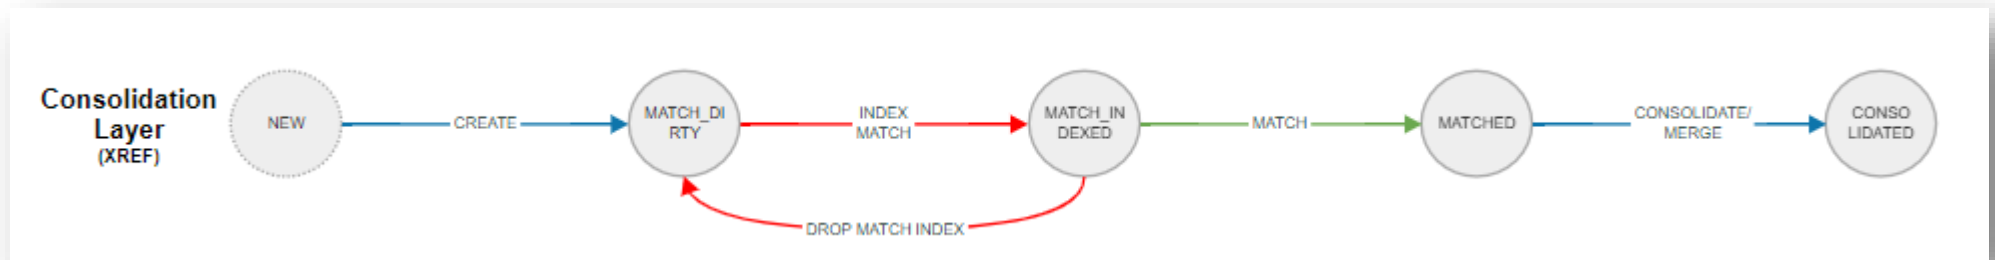 Consolidation
Layer
(XREF)
NEW
CREATE
MATCH_DI
RTY
INDEX
MATCH
MATCH_IN
DEXED
MATCH
MATCHED
CONSOLIDATE/
MERGE
CONSO
LIDATED
DROP MATCH INDEX